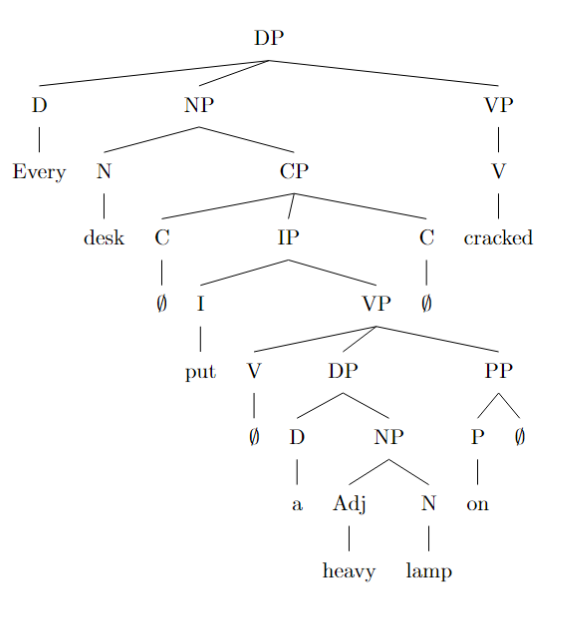 DP
D NP VP
Every N CP V
desk C IP C cracked
∅ I VP ∅
put V DP PP
∅ D NP P ∅
a Adj N on
heavy lamp